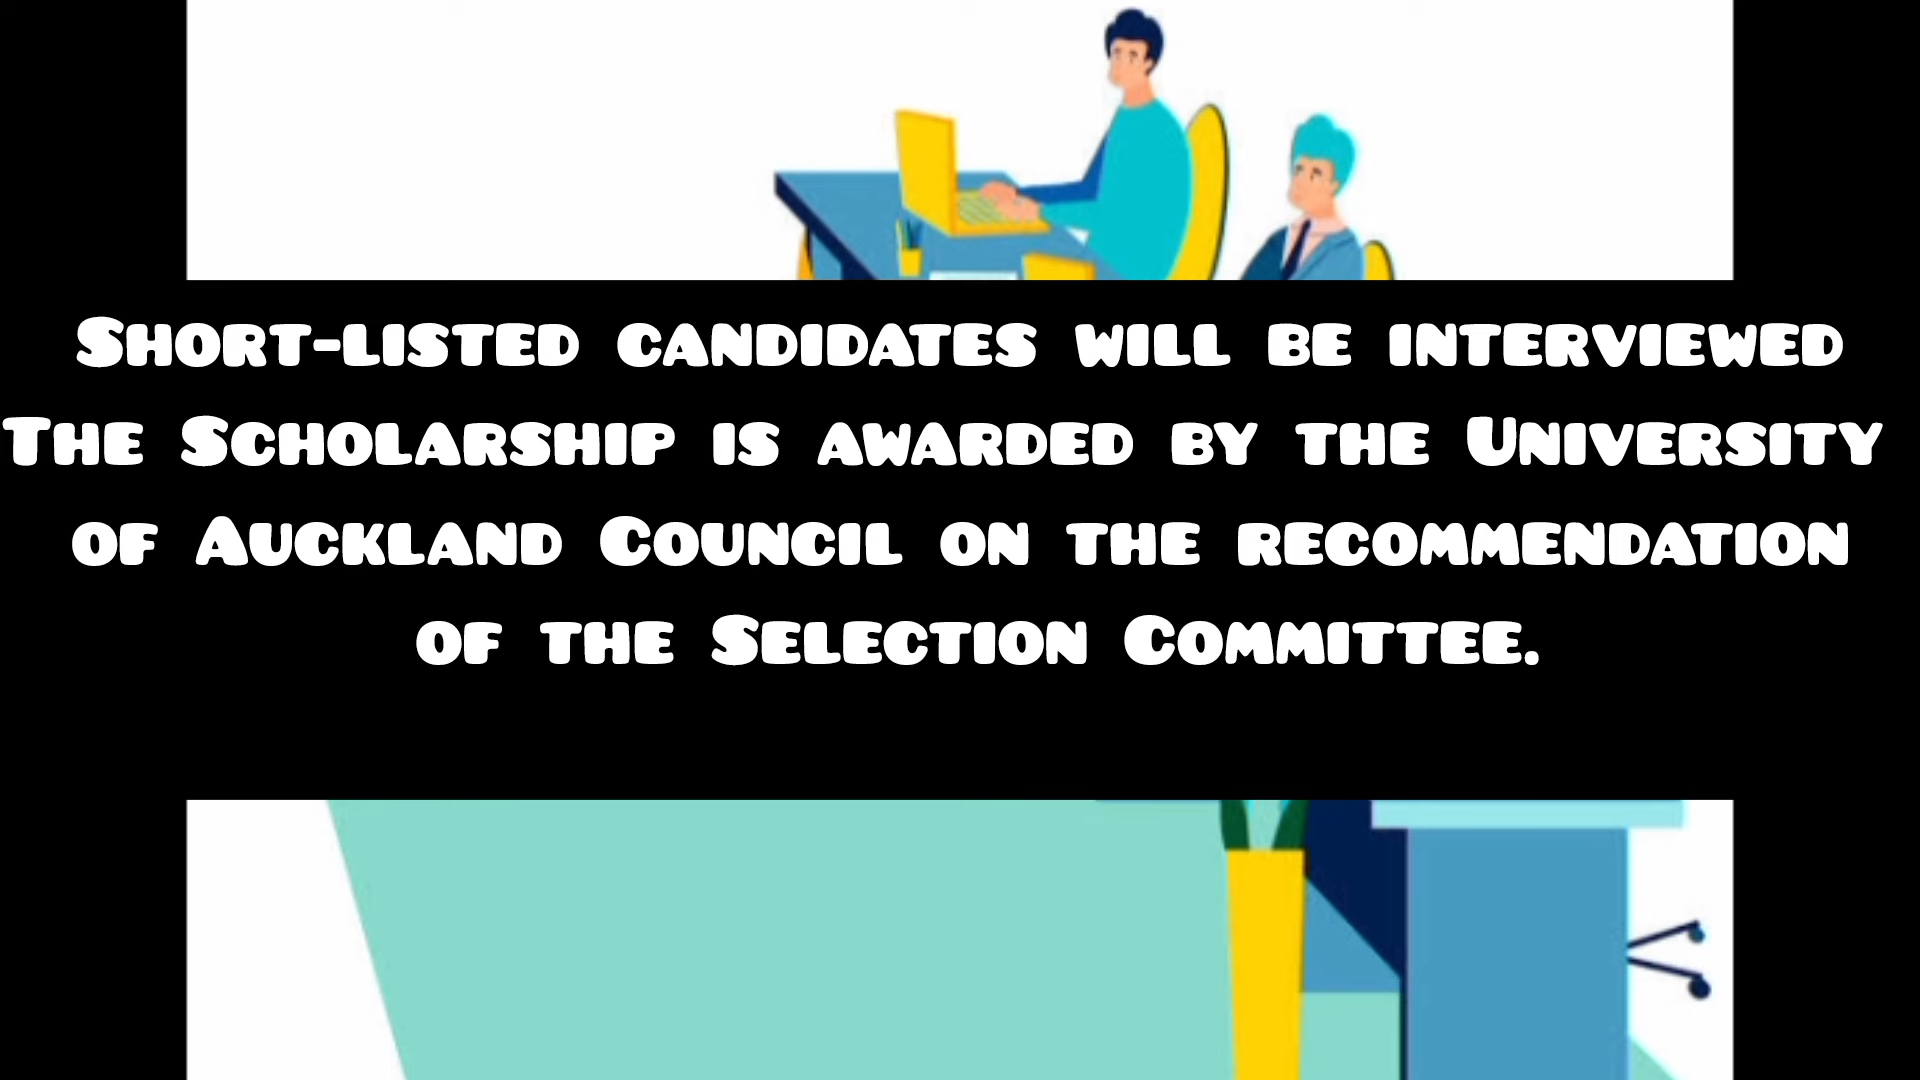 Short-listed candidates will be interviewed
The Scholarship is awarded by the University
of Auckland Council on the recommendation
of the Selection Committee.